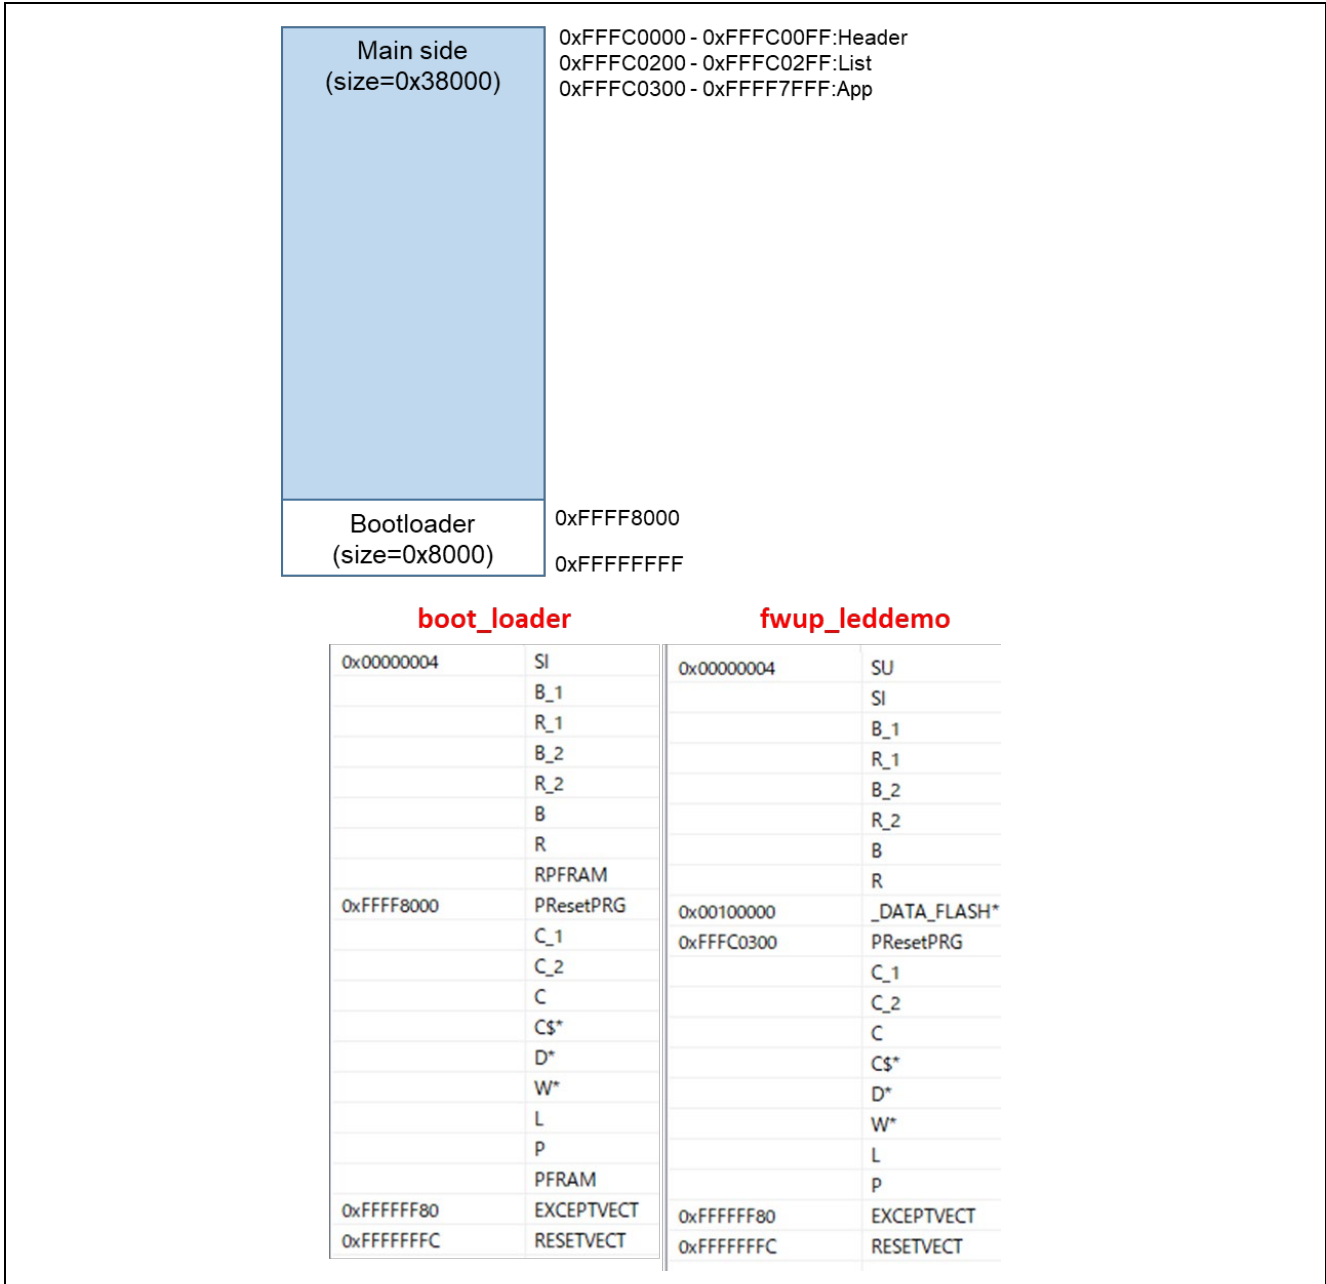 Main side
(size=0x38000)
0xFFFC0000 - 0xFFFC00FF:Header
0xFFFC0200 - 0xFFFC02FF:List
0xFFFC0300 - 0xFFFF7FFF:App
Bootloader
(size=0x8000)
0xFFFF8000
0xFFFFFFFF
boot_loader
0x00000004 SI
B_1
R_1
B_2
R_2
B
R
RPFRAM
0xFFFF8000 PResetPRG
C_1
C_2
C
C$*
D*
W*
L
P
PFRAM
0xFFFFFF80 EXCEPTVECT
0xFFFFFFFC RESETVECT
fwup_leddemo
0x00000004 SU
SI
B_1
R_1
B_2
R_2
B
R
0x00100000 _DATA_FLASH*
0xFFFC0300 PResetPRG
C_1
C_2
C
C$*
D*
W*
L
P
0xFFFFFF80 EXCEPTVECT
0xFFFFFFFC RESETVECT